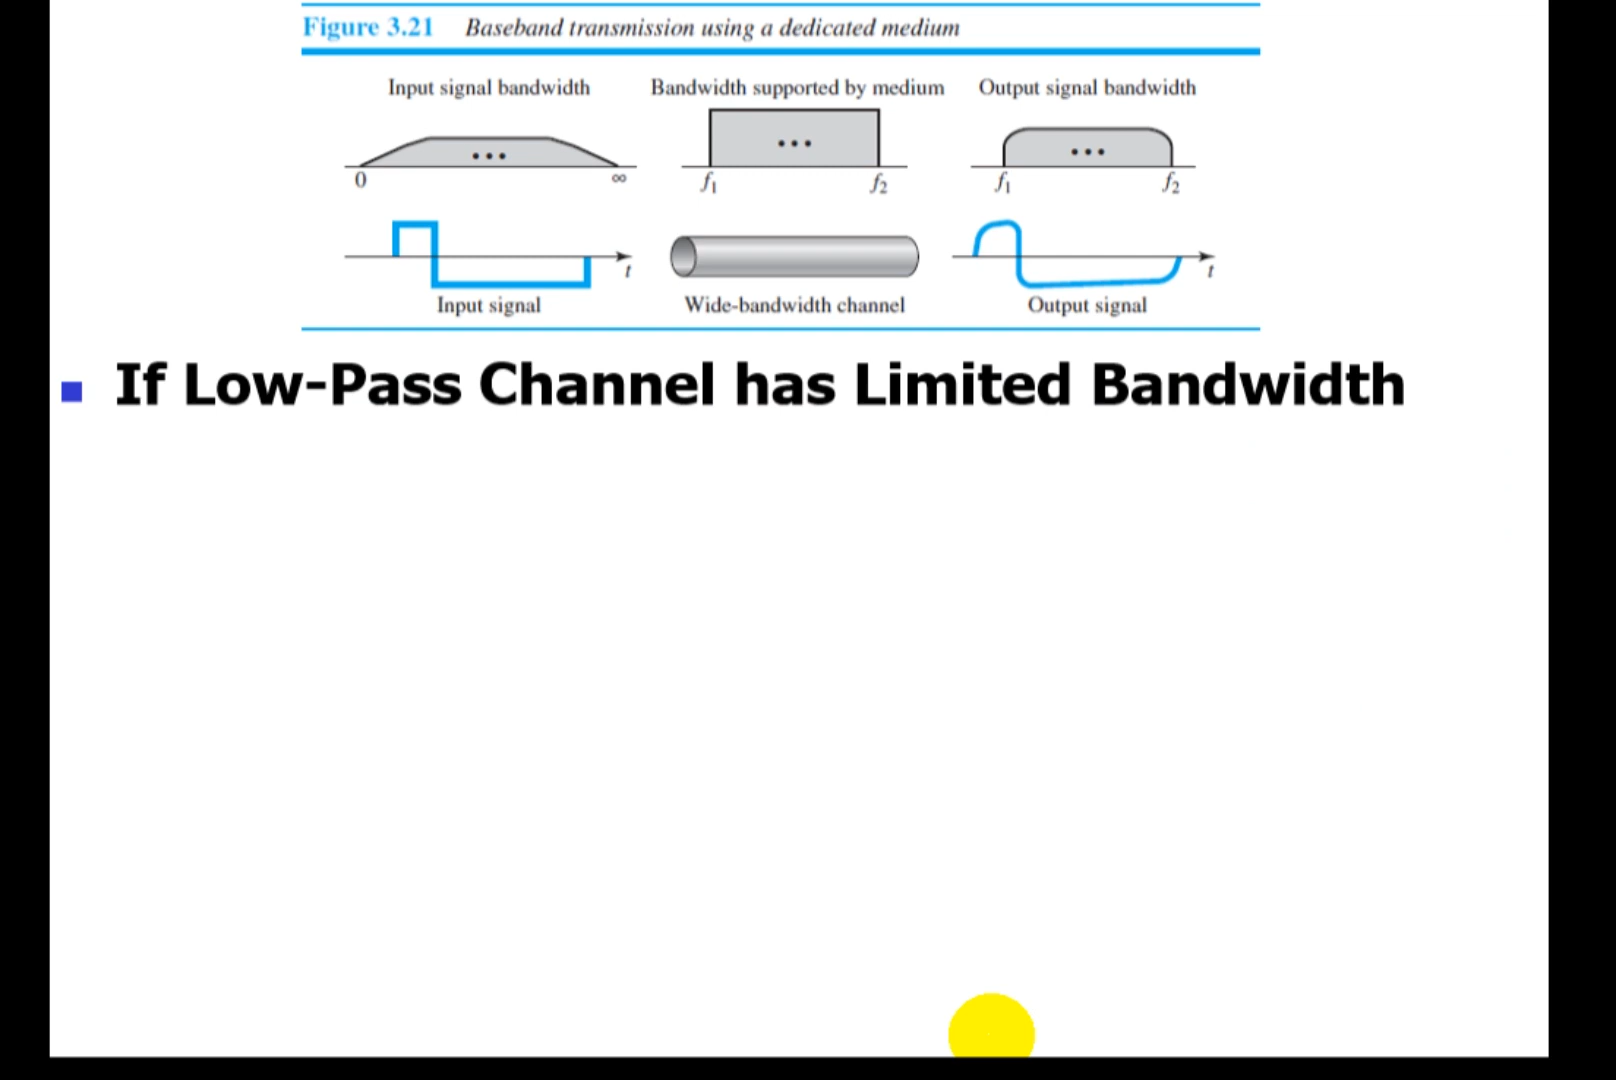 Figure 3.21 Baseband transmission using a dedicated medium
Input signal bandwidth Bandwidth supported by medium Output signal bandwidth
... ... ...
0 ∞ f1 f2 f1 f2
t t
Input signal Wide-bandwidth channel Output signal
If Low-Pass Channel has Limited Bandwidth